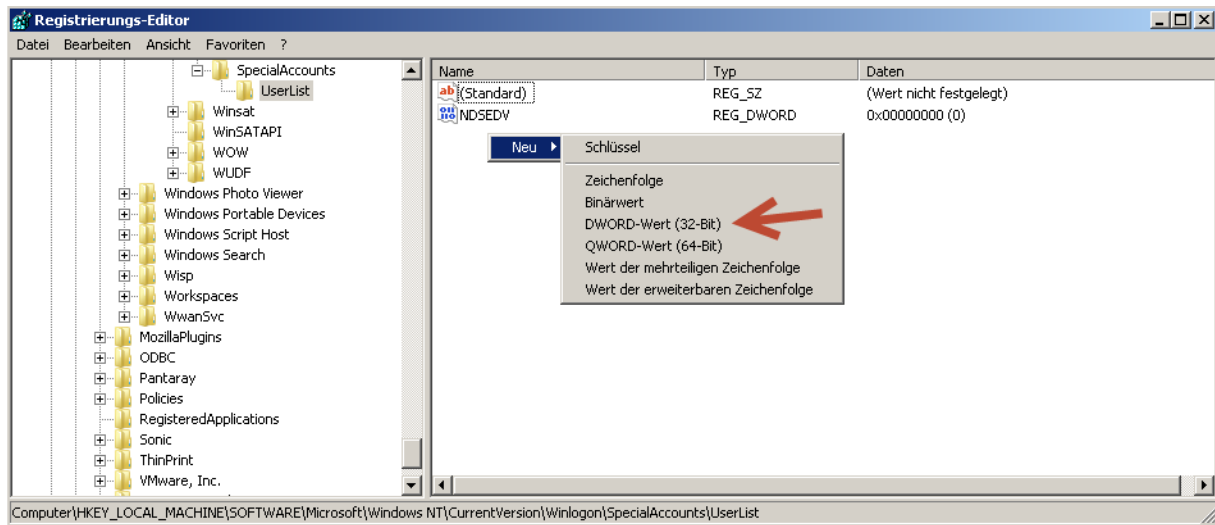 Registrierungs-Editor
Datei Bearbeiten Ansicht Favoriten ?
SpecialAccounts
UserList
Winsat
WinSATAPI
WOW
WUDF
Windows Photo Viewer
Windows Portable Devices
Windows Script Host
Windows Search
Wisp
Workspaces
WwanSvc
MozillaPlugins
ODBC
Pantaray
Policies
RegisteredApplications
Sonic
ThinPrint
VMware, Inc.
Name Typ Daten
(Standard) REG_SZ (Wert nicht festgelegt)
NDSEDV REG_DWORD 0x00000000 (0)
Neu
Schlüssel
Zeichenfolge
Binärwert
DWORD-Wert (32-Bit)
QWORD-Wert (64-Bit)
Wert der mehrteiligen Zeichenfolge
Wert der erweiterbaren Zeichenfolge
Computer\HKEY_LOCAL_MACHINE\SOFTWARE\Microsoft\Windows NT\CurrentVersion\Winlogon\SpecialAccounts\UserList